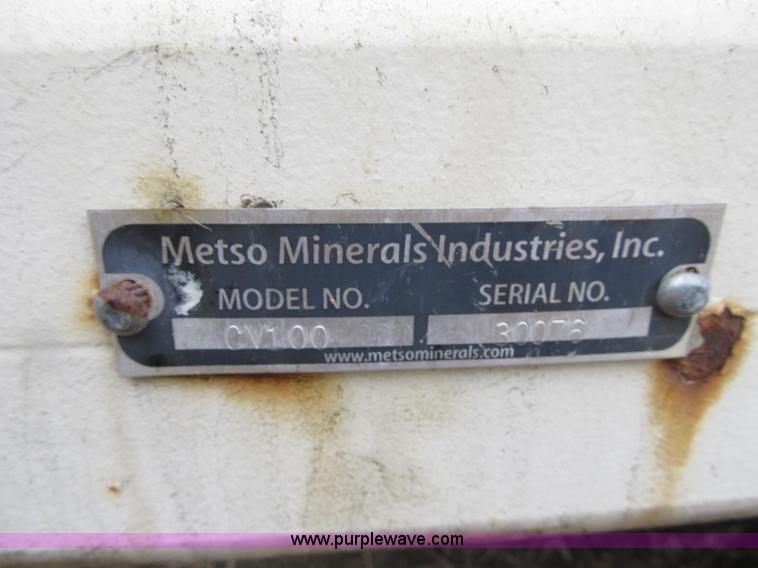 Metso Minerals Industries, Inc.
MODEL NO. SERIAL NO.
CV100 30076
www.metsominerals.com
www.purplewave.com